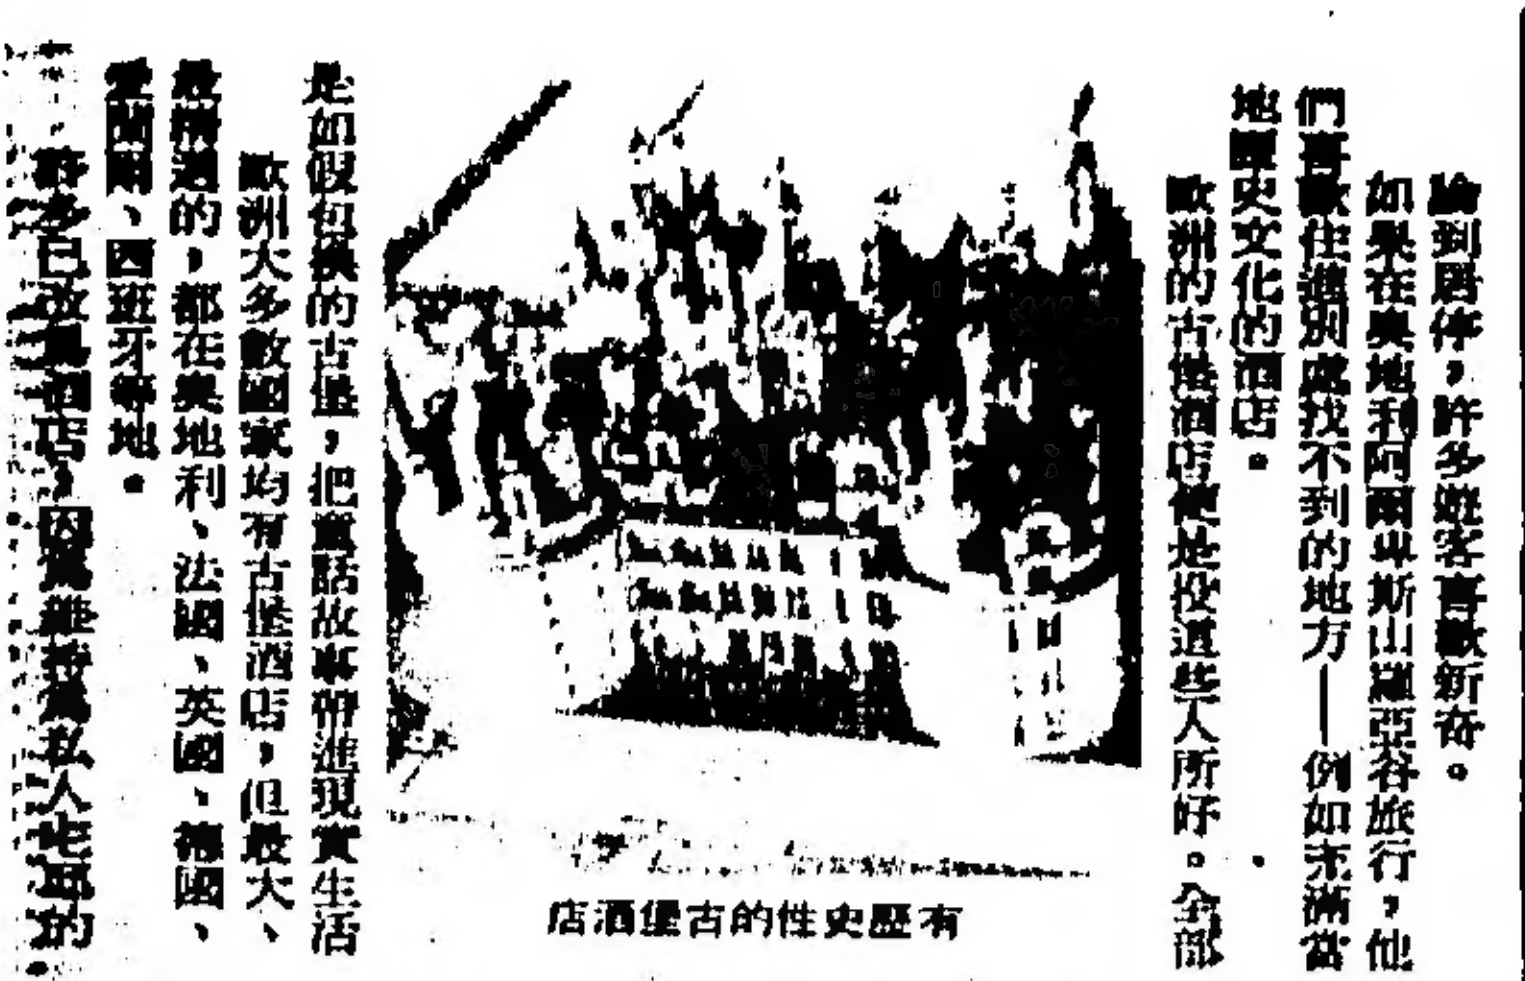 論到居停，許多遊客喜歡新奇。
如果在奧地利阿爾卑斯山羅亞谷旅行，他
們喜歡住進別處找不到的地方——例如充滿當
地歷史文化的酒店。
歐洲的古堡酒店便是投這些人所好。全部
有歷史性的古堡酒店
是如假包換的古堡，把童話故事帶進現實生活
歐洲大多數國家均有古堡酒店，但最大、
最精邃的，都在奧地利、法國、英國、德國、
愛爾蘭、西班牙等地。
許多已改為酒店，因為維持為私人宅邸的